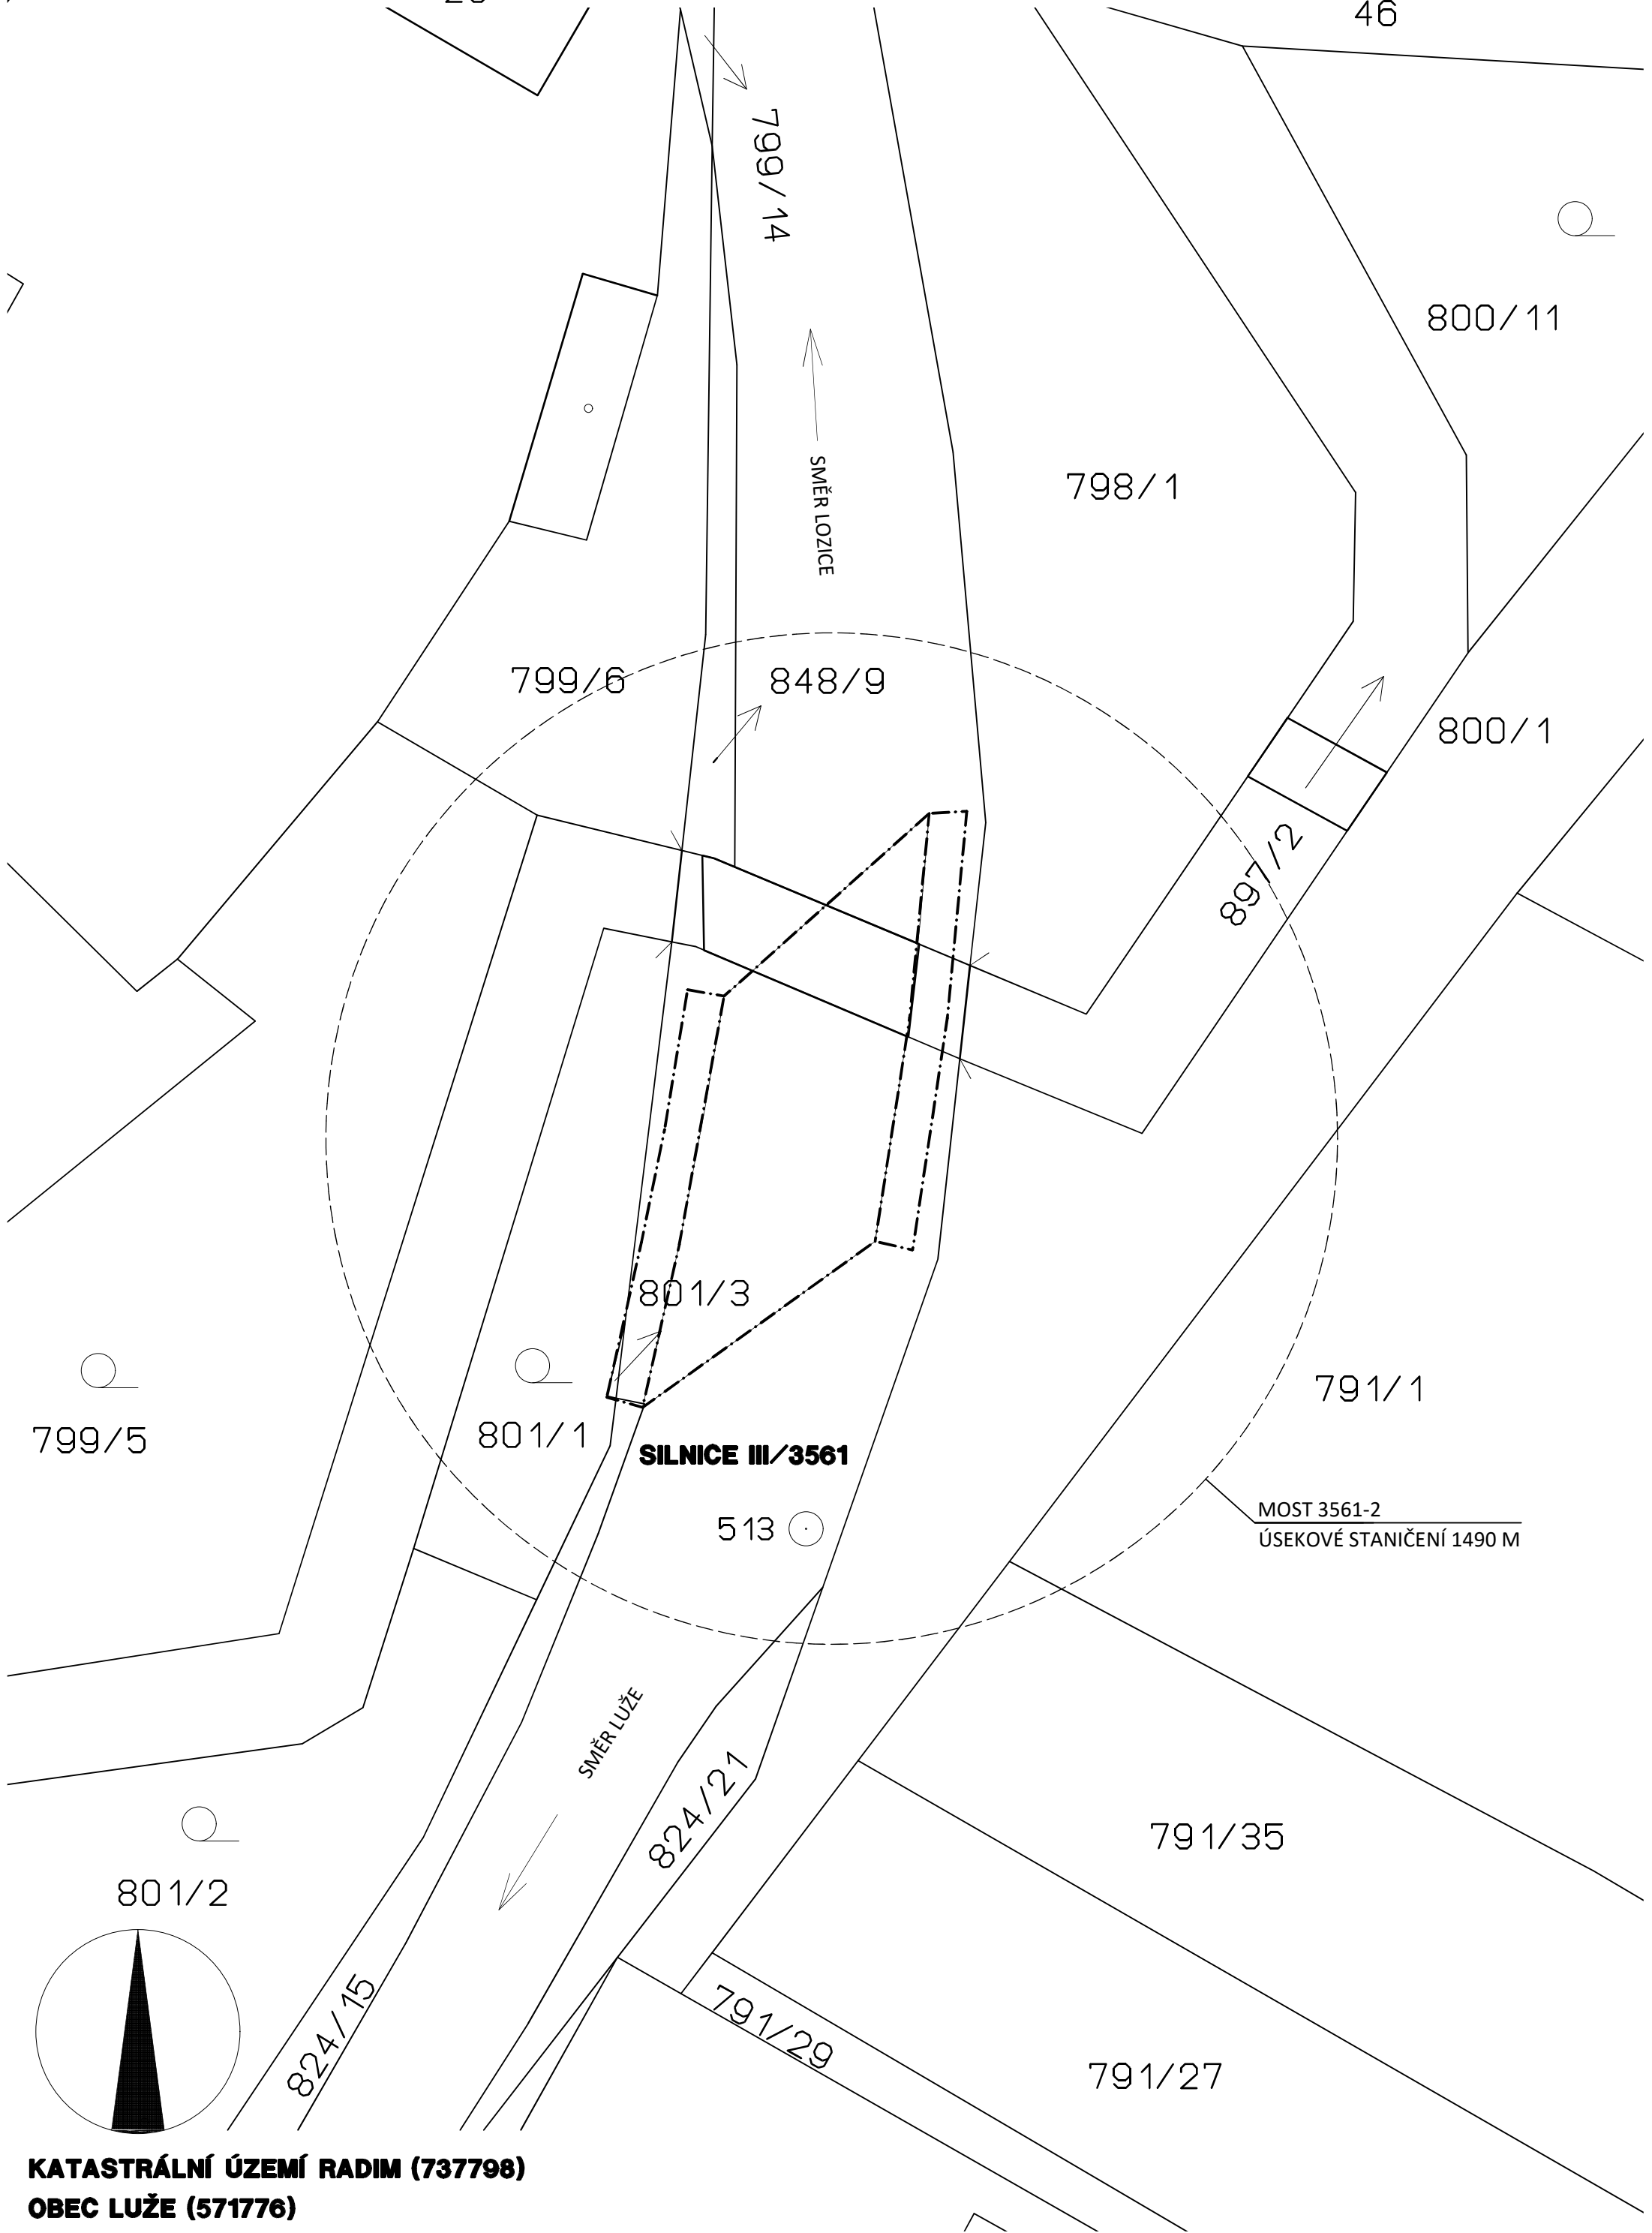 46
799/14
800/11
SMĚR LOZICE
798/1
799/6
848/9
800/1
897/2
801/3
791/1
799/5
801/1
SILNICE III/3561
MOST 3561-2
ÚSEKOVÉ STANIČENÍ 1490 M
513
SMĚR LUŽE
824/21
791/35
801/2
824/15
791/29
791/27
KATASTRÁLNÍ ÚZEMÍ RADIM (737798)
OBEC LUŽE (571776)